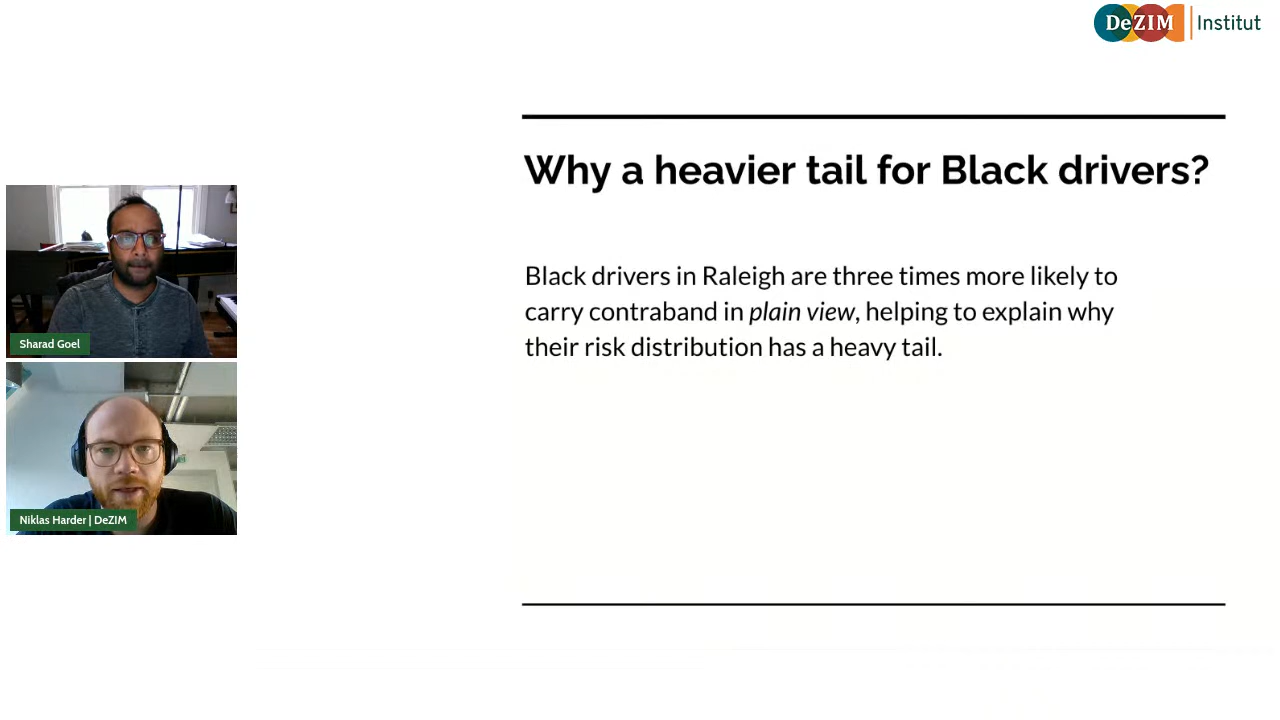 DeZIM Institut
Why a heavier tail for Black drivers?
Black drivers in Raleigh are three times more likely to
carry contraband in plain view, helping to explain why
their risk distribution has a heavy tail.
Sharad Goel
Niklas Harder | DeZIM